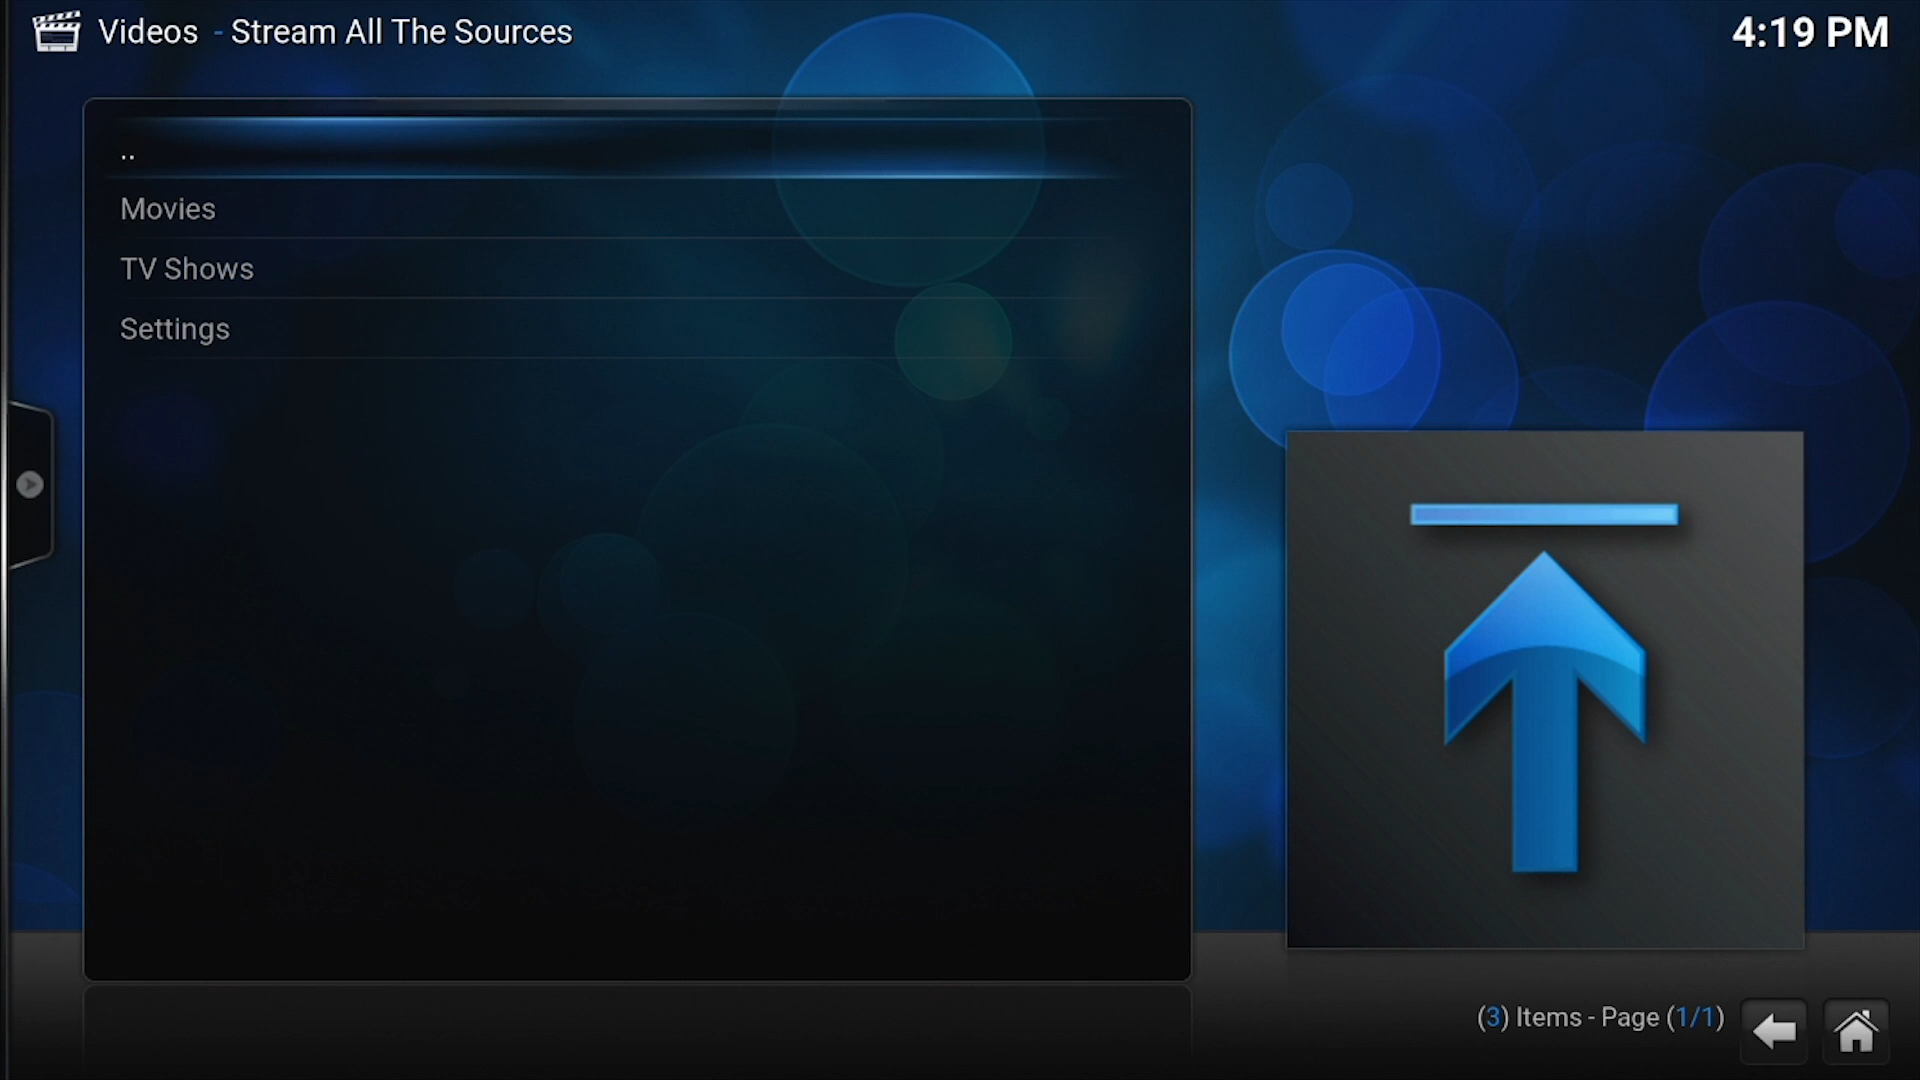 Videos - Stream All The Sources
4:19 PM
..
Movies
TV Shows
Settings
(3) Items - Page (1/1)